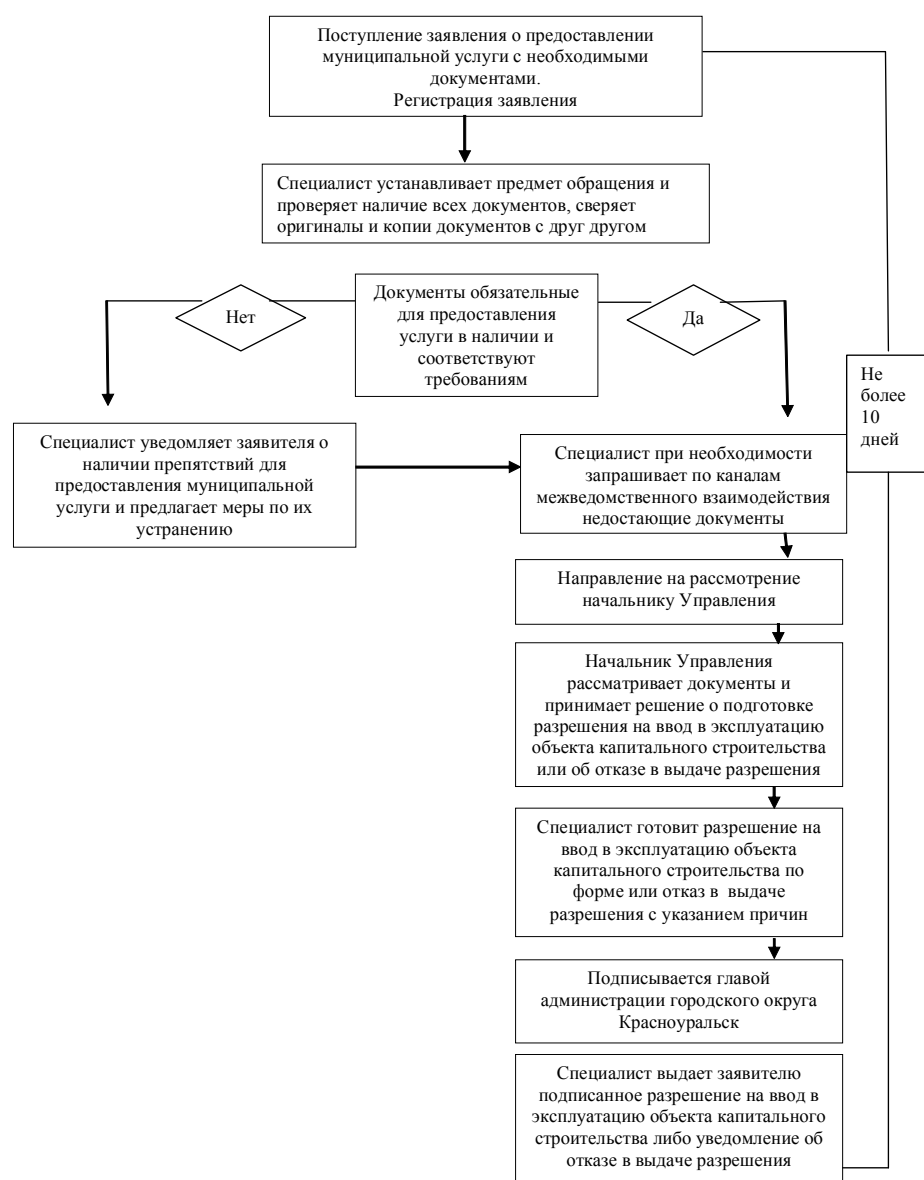 Поступление заявления о предоставлении
муниципальной услуги с необходимыми
документами.
Регистрация заявления
Специалист устанавливает предмет обращения и
проверяет наличие всех документов, сверяет
оригиналы и копии документов с друг другом
Нет
Документы обязательные
для предоставления
услуги в наличии и
соответствуют
требованиям
Да
Не
более
10
дней
Специалист уведомляет заявителя о
наличии препятствий для
предоставления муниципальной
услуги и предлагает меры по их
устранению
Специалист при необходимости
запрашивает по каналам
межведомственного взаимодействия
недостающие документы
Направление на рассмотрение
начальнику Управления
Начальник Управления
рассматривает документы и
принимает решение о подготовке
разрешения на ввод в эксплуатацию
объекта капитального строительства
или об отказе в выдаче разрешения
Специалист готовит разрешение на
ввод в эксплуатацию объекта
капитального строительства по
форме или отказ в выдаче
разрешения с указанием причин
Подписывается главой
администрации городского округа
Красноуральск
Специалист выдает заявителю
подписанное разрешение на ввод в
эксплуатацию объекта капитального
строительства либо уведомление об
отказе в выдаче разрешения